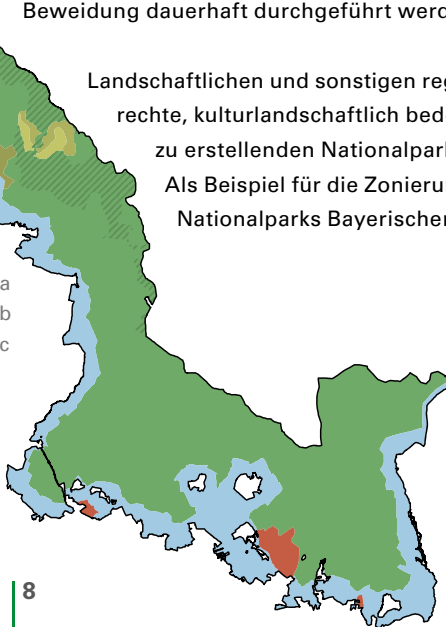 Beweidung dauerhaft durchgeführt werd
Landschaftlichen und sonstigen reg
rechte, kulturlandschaftlich bed
zu erstellenden Nationalpark
Als Beispiel für die Zonieru
Nationalparks Bayerischer
a
b
c
8